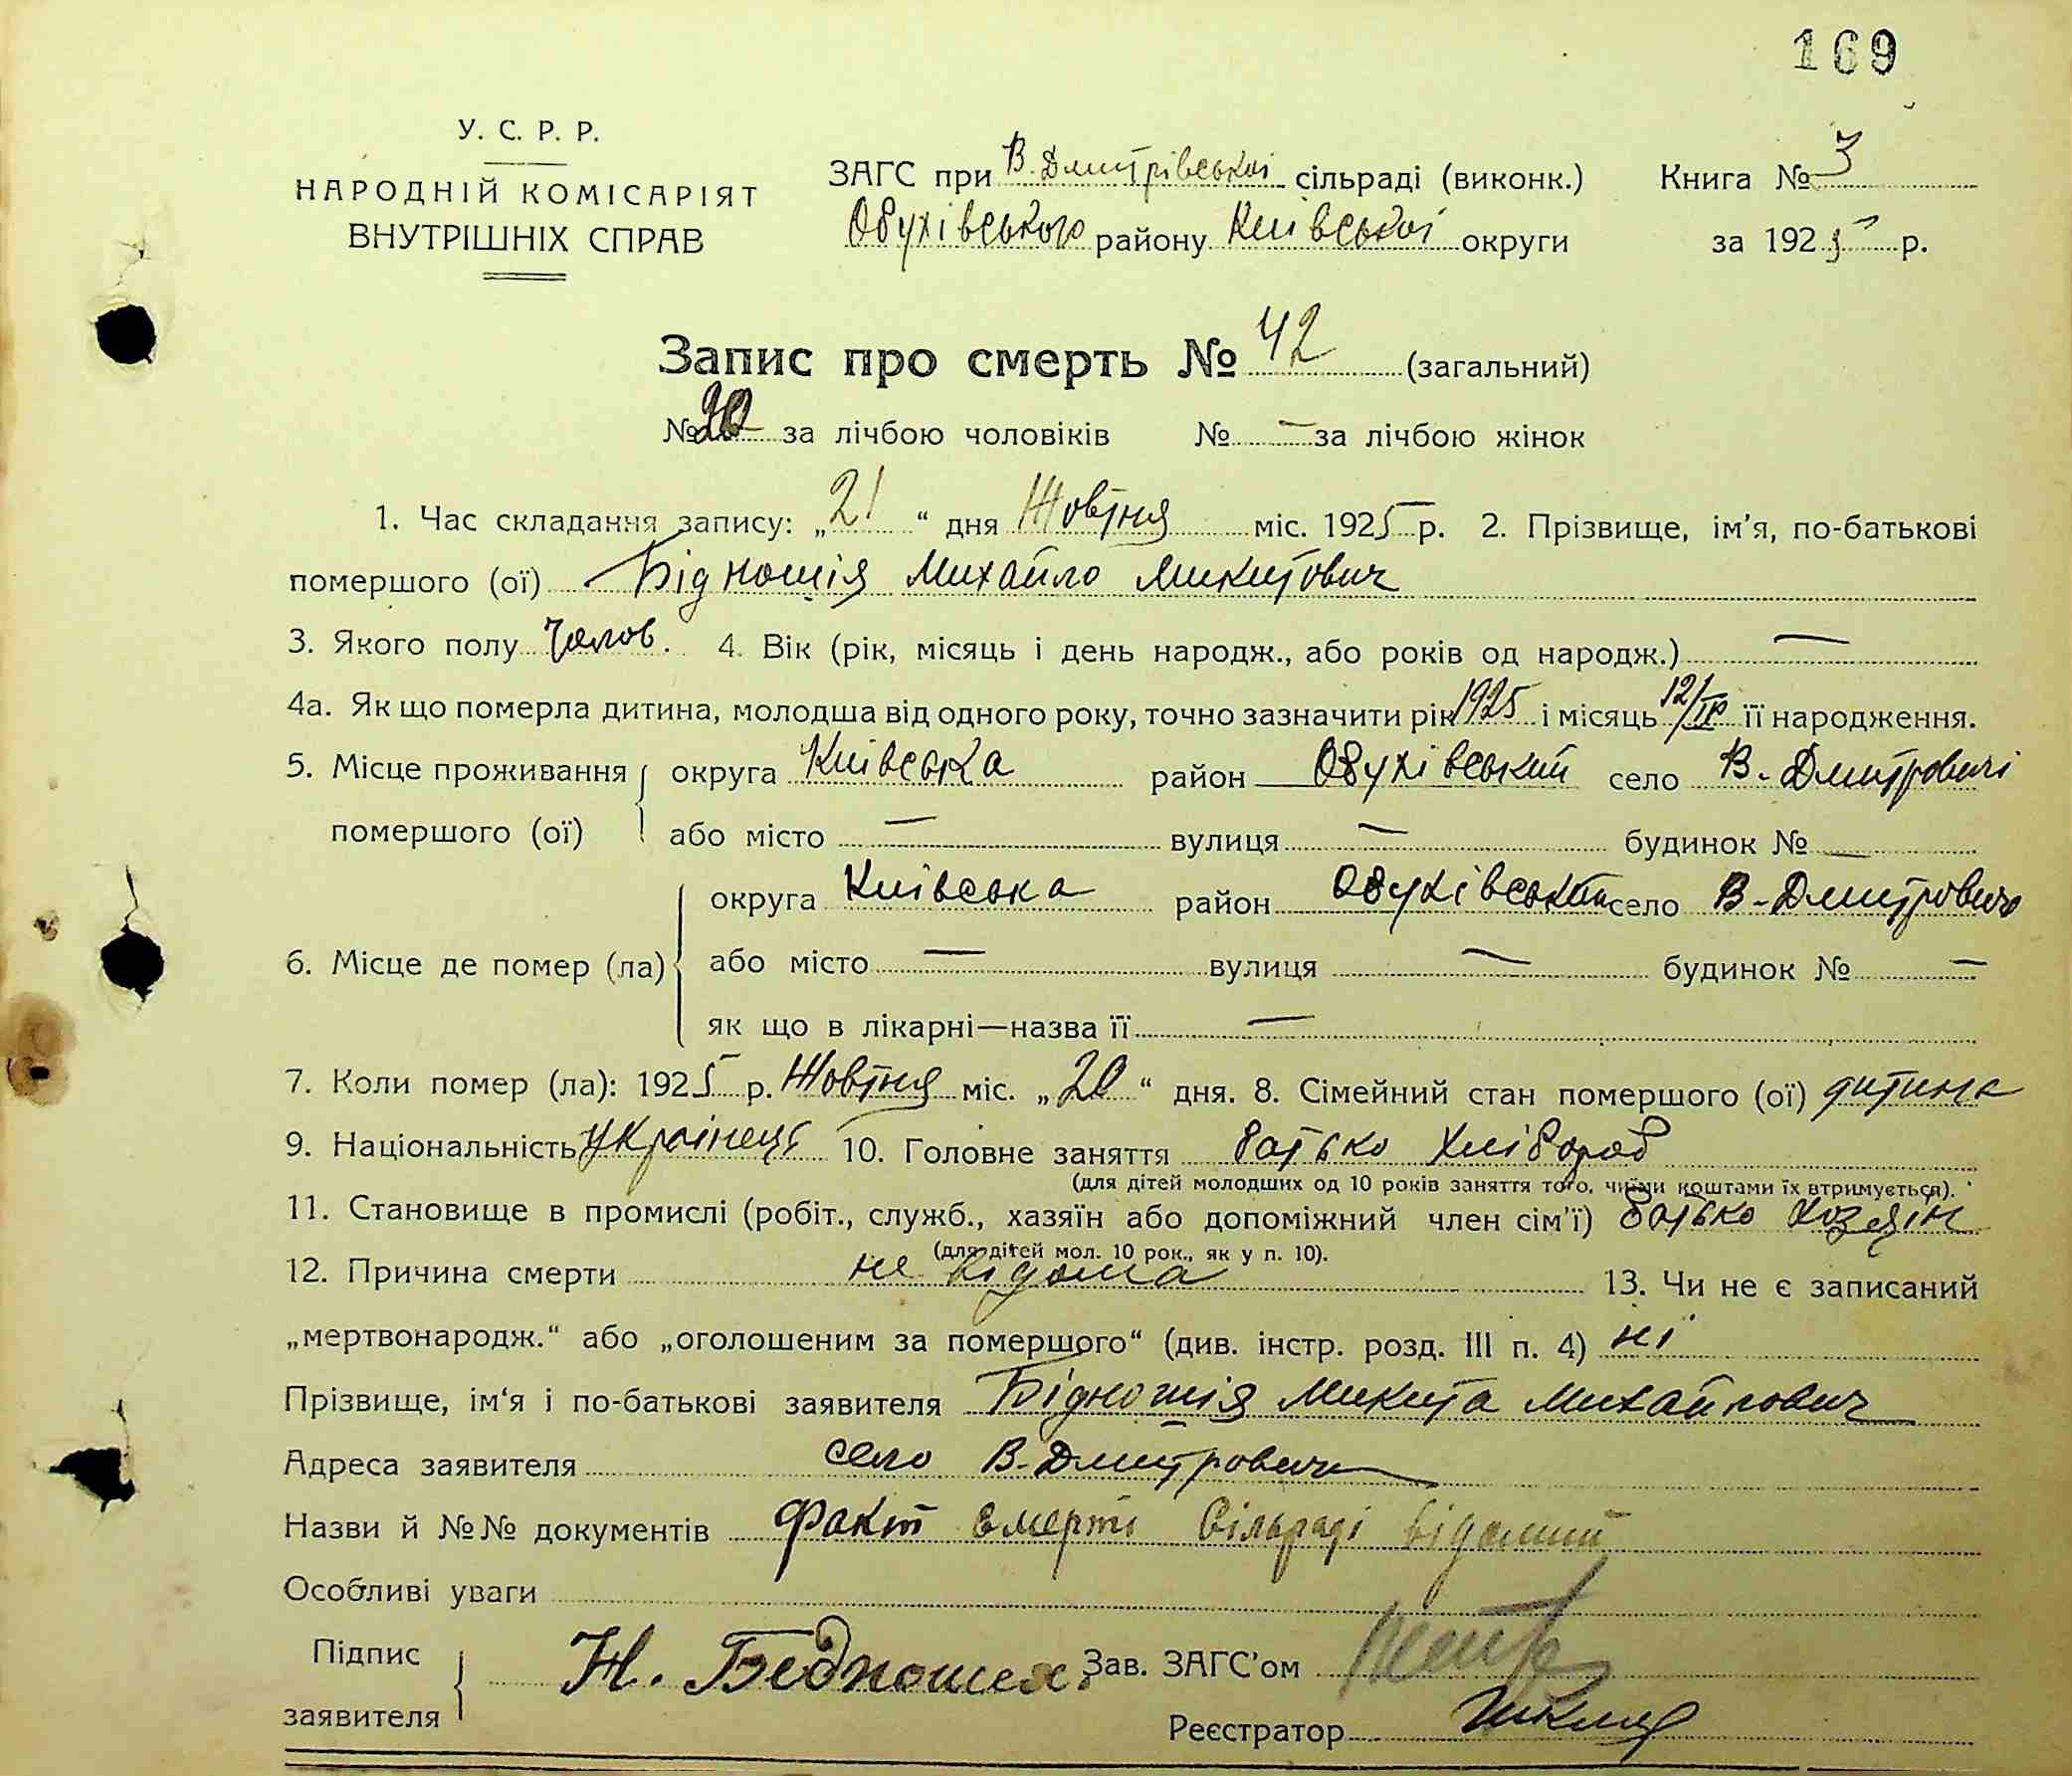 169
У. С. Р. Р.
НАРОДНІЙ КОМІСАРІЯТ
ВНУТРІШНІХ СПРАВ
ЗАГС при В. Дмитрівської сільраді (виконк.) Книга № 3
Обухівського району Київської округи за 1925 р.
Запис про смерть № 42 (загальний)
№ 20 за лічбою чоловіків № — за лічбою жінок
1. Час складання запису: „21“ дня Жовтня міс. 1925 р. 2. Прізвище, ім’я, по-батькові
помершого (ої) Бідношія Михайло Микитович
3. Якого полу Чолов. 4. Вік (рік, місяць і день народж., або років од народж.) —
4а. Як що померла дитина, молодша від одного року, точно зазначити рік 1925 і місяць 12/ її народження.
5. Місце проживання помершого (ої) округа Київська район Обухівський село В-Дмитровичі
або місто — вулиця — будинок № —
6. Місце де помер (ла) округа Київська район Обухівський село В-Дмитровичі
або місто — вулиця — будинок № —
як що в лікарні—назва її —
7. Коли помер (ла): 1925 р. Жовтня міс. „20“ дня. 8. Сімейний стан помершого (ої) дитина
9. Національність Українець 10. Головне заняття батько Хлібороб
(для дітей молодших од 10 років заняття того, чиїми коштами їх втримується).
11. Становище в промислі (робіт., служб., хазяїн або допоміжний член сім’ї) батько хозяїн
(для дітей мол. 10 рок., як у п. 10).
12. Причина смерти не відома 13. Чи не є записаний
„мертвонародж.“ або „оголошеним за помершого“ (див. інстр. розд. III п. 4) ні
Прізвище, ім‘я і по-батькові заявителя Бідношія Микита Михайлович
Адреса заявителя село В-Дмитровичи
Назви й №№ документів Факт смерті Сільраді відомий
Особливі уваги
Підпис заявителя Н. Бедношея. Зав. ЗАГС’ом
Реєстратор Шкляр